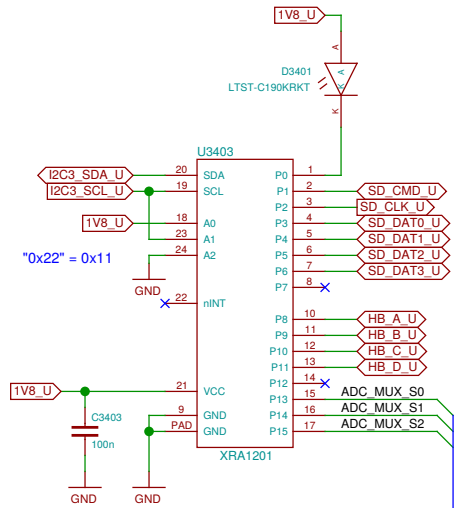 1V8_U
A
D3401
A
LTST-C190KRKT
K
K
U3403
I2C3_SDA_U 20 SDA P0 1
I2C3_SCL_U 19 SCL P1 2 SD_CMD_U
P2 3 SD_CLK_U
1V8_U 18 A0 P3 4 SD_DAT0_U
23 A1 P4 5 SD_DAT1_U
"0x22" = 0x11 24 A2 P5 6 SD_DAT2_U
P6 7 SD_DAT3_U
GND P7 8
22 nINT P8 10 HB_A_U
P9 11 HB_B_U
P10 12 HB_C_U
P11 13 HB_D_U
1V8_U 21 VCC P12 14
P13 15 ADC_MUX_S0
C3403 9 GND P14 16 ADC_MUX_S1
100n PAD GND P15 17 ADC_MUX_S2
XRA1201
GND GND